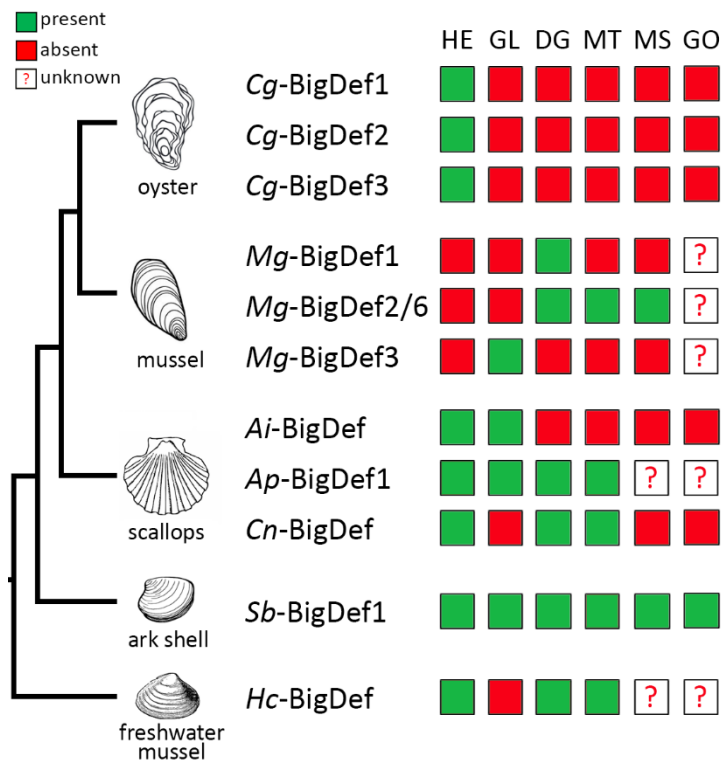 present
absent
? unknown
HE GL DG MT MS GO
Cg-BigDef1
Cg-BigDef2
Cg-BigDef3
oyster
Mg-BigDef1 ?
Mg-BigDef2/6 ?
Mg-BigDef3 ?
mussel
Ai-BigDef
Ap-BigDef1 ? ?
Cn-BigDef
scallops
Sb-BigDef1
ark shell
Hc-BigDef ? ?
freshwater
mussel